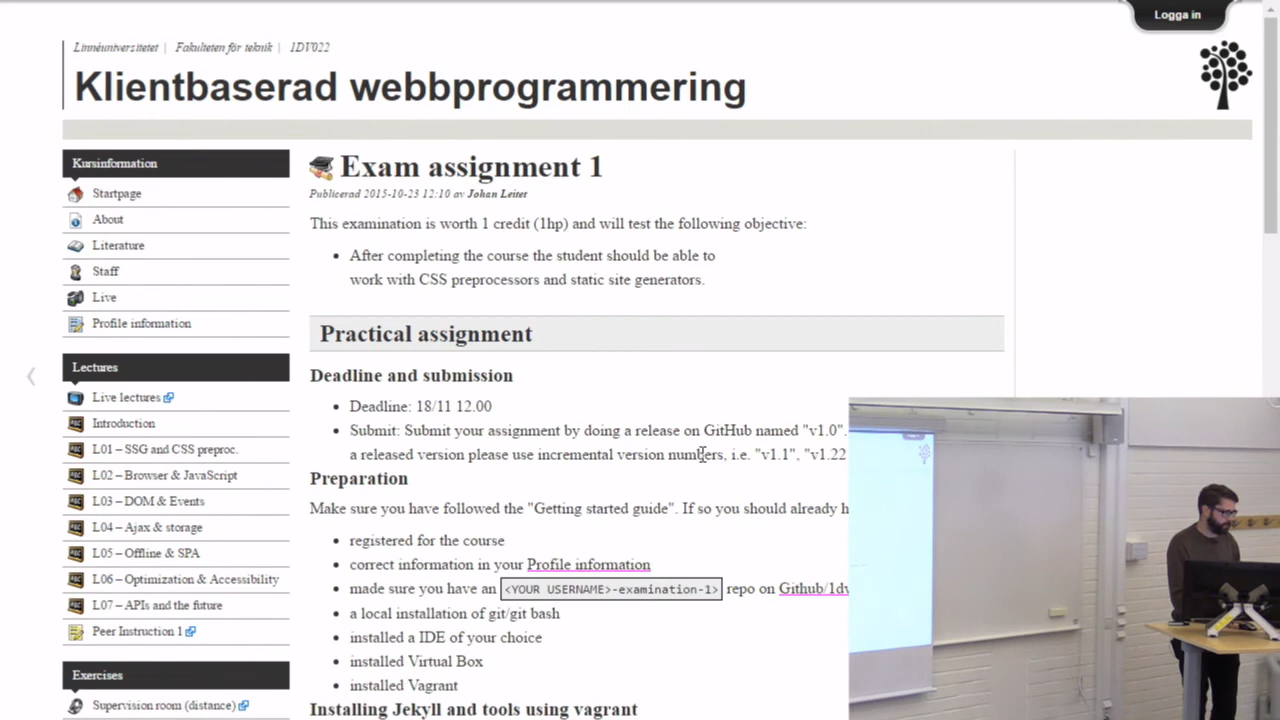 Logga in
Linnéuniversitetet | Fakulteten för teknik | 1DV022
Klientbaserad webbprogrammering
Kursinformation
Startpage
About
Literature
Staff
Live
Profile information
Lectures
Live lectures
Introduction
L01 – SSG and CSS preproc.
L02 – Browser & JavaScript
L03 – DOM & Events
L04 – Ajax & storage
L05 – Offline & SPA
L06 – Optimization & Accessibility
L07 – APIs and the future
Peer Instruction 1
Exercises
Supervision room (distance)
Exam assignment 1
Publicerad 2015-10-23 12:10 av Johan Leitet
This examination is worth 1 credit (1hp) and will test the following objective:
After completing the course the student should be able to
work with CSS preprocessors and static site generators.
Practical assignment
Deadline and submission
Deadline: 18/11 12.00
Submit: Submit your assignment by doing a release on GitHub named "v1.0".
a released version please use incremental version numbers, i.e. "v1.1", "v1.22
Preparation
Make sure you have followed the "Getting started guide". If so you should already h
registered for the course
correct information in your Profile information
made sure you have an <YOUR USERNAME>-examination-1> repo on Github/1dv
a local installation of git/git bash
installed a IDE of your choice
installed Virtual Box
installed Vagrant
Installing Jekyll and tools using vagrant